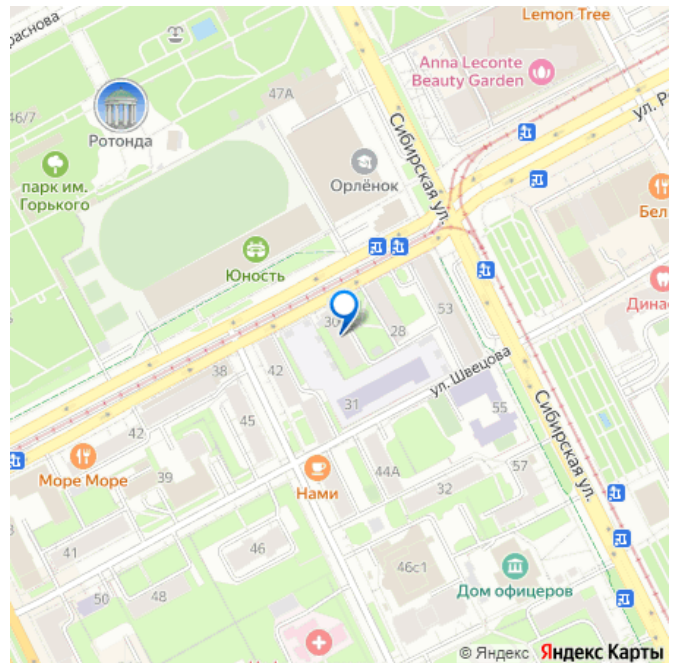 Lemon Tree
Anna Leconte
Beauty Garden
47А
46/7
Ротонда
парк им.
Горького
Орлёнок
Сибирская ул.
Юность
Бел
Дина
30
28
53
38
42
ул. Швецова
45
31
55
Сибирская ул.
42
Море Море
39
Нами
44А
32
57
41
46
46с1
Дом офицеров
50
48
© Яндекс Яндекс Карты